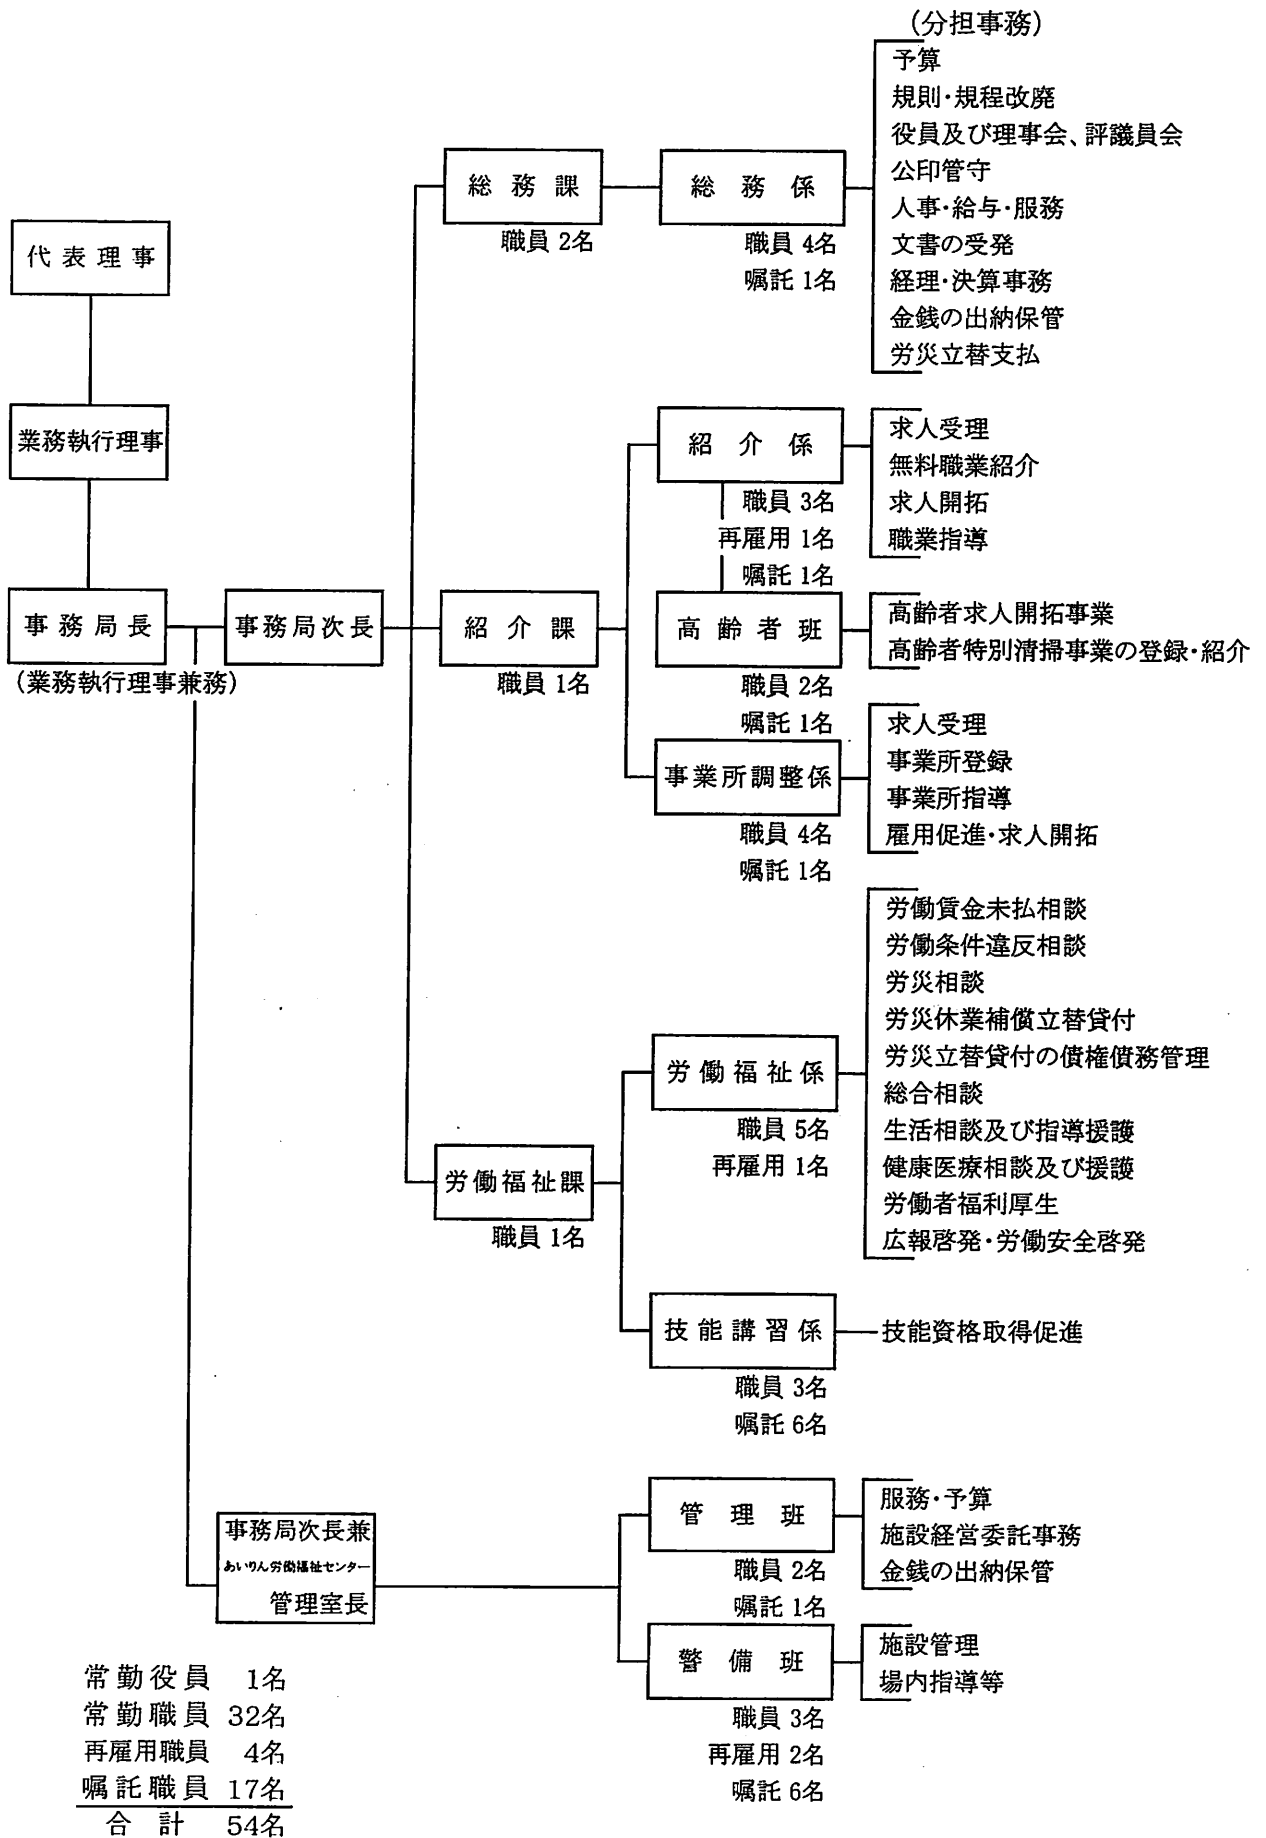 (分担事務)
代表理事
業務執行理事
事務局長
(業務執行理事兼務)
事務局次長
総務課
職員 2名
総務係
職員 4名
嘱託 1名
予算
規則・規程改廃
役員及び理事会、評議員会
公印管守
人事・給与・服務
文書の受発
経理・決算事務
金銭の出納保管
労災立替支払
紹介課
職員 1名
紹介係
職員 3名
再雇用 1名
嘱託 1名
求人受理
無料職業紹介
求人開拓
職業指導
高齢者班
職員 2名
嘱託 1名
高齢者求人開拓事業
高齢者特別清掃事業の登録・紹介
事業所調整係
職員 4名
嘱託 1名
求人受理
事業所登録
事業所指導
雇用促進・求人開拓
労働福祉課
職員 1名
労働福祉係
職員 5名
再雇用 1名
労働賃金未払相談
労働条件違反相談
労災相談
労災休業補償立替貸付
労災立替貸付の債権債務管理
総合相談
生活相談及び指導援護
健康医療相談及び援護
労働者福利厚生
広報啓発・労働安全啓発
技能講習係
職員 3名
嘱託 6名
技能資格取得促進
事務局次長兼
あいりん労働福祉センター
管理室長
管理班
職員 2名
嘱託 1名
服務・予算
施設経営委託事務
金銭の出納保管
警備班
職員 3名
再雇用 2名
嘱託 6名
施設管理
場内指導等
常勤役員 1名
常勤職員 32名
再雇用職員 4名
嘱託職員 17名
合計 54名